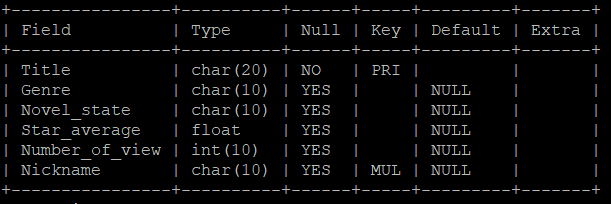 +----------------+----------+------+-----+---------+-------+
| Field          | Type     | Null | Key | Default | Extra |
+----------------+----------+------+-----+---------+-------+
| Title          | char(20) | NO   | PRI |         |       |
| Genre          | char(10) | YES  |     | NULL    |       |
| Novel_state    | char(10) | YES  |     | NULL    |       |
| Star_average   | float    | YES  |     | NULL    |       |
| Number_of_view | int(10)  | YES  |     | NULL    |       |
| Nickname       | char(10) | YES  | MUL | NULL    |       |
+----------------+----------+------+-----+---------+-------+